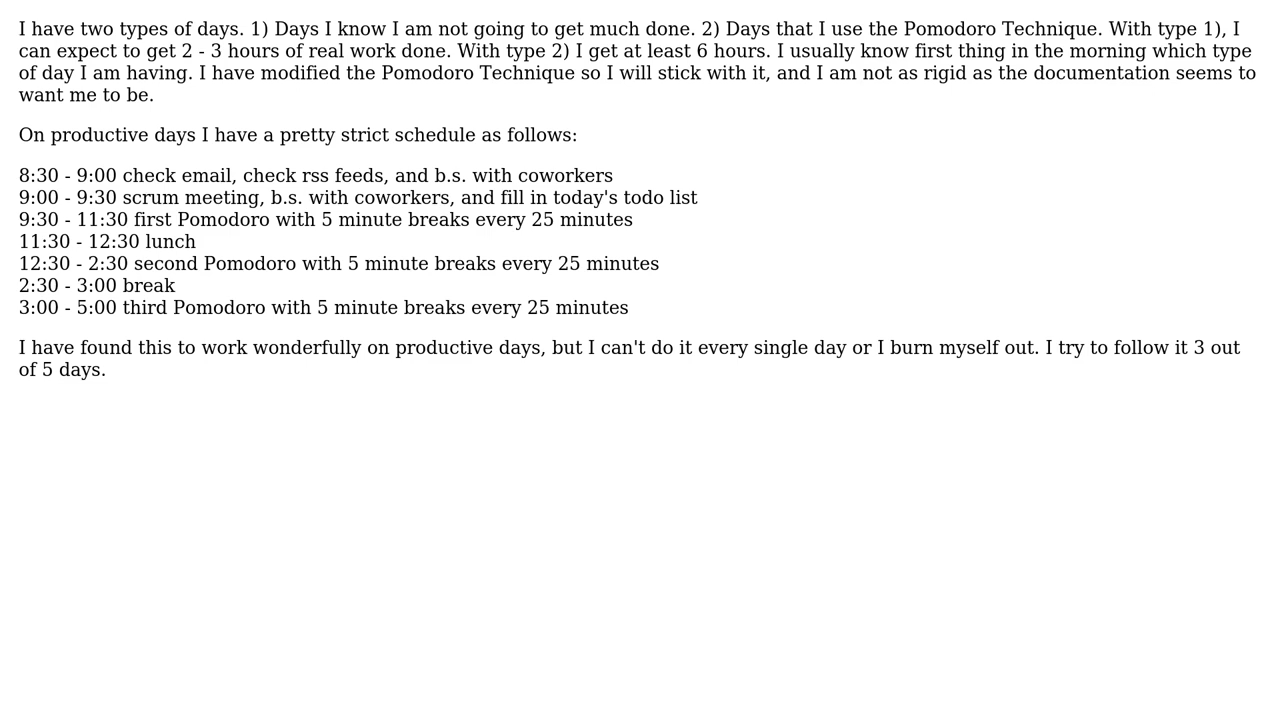 I have two types of days. 1) Days I know I am not going to get much done. 2) Days that I use the Pomodoro Technique. With type 1), I
can expect to get 2 - 3 hours of real work done. With type 2) I get at least 6 hours. I usually know first thing in the morning which type
of day I am having. I have modified the Pomodoro Technique so I will stick with it, and I am not as rigid as the documentation seems to
want me to be.
On productive days I have a pretty strict schedule as follows:
8:30 - 9:00 check email, check rss feeds, and b.s. with coworkers
9:00 - 9:30 scrum meeting, b.s. with coworkers, and fill in today's todo list
9:30 - 11:30 first Pomodoro with 5 minute breaks every 25 minutes
11:30 - 12:30 lunch
12:30 - 2:30 second Pomodoro with 5 minute breaks every 25 minutes
2:30 - 3:00 break
3:00 - 5:00 third Pomodoro with 5 minute breaks every 25 minutes
I have found this to work wonderfully on productive days, but I can't do it every single day or I burn myself out. I try to follow it 3 out
of 5 days.